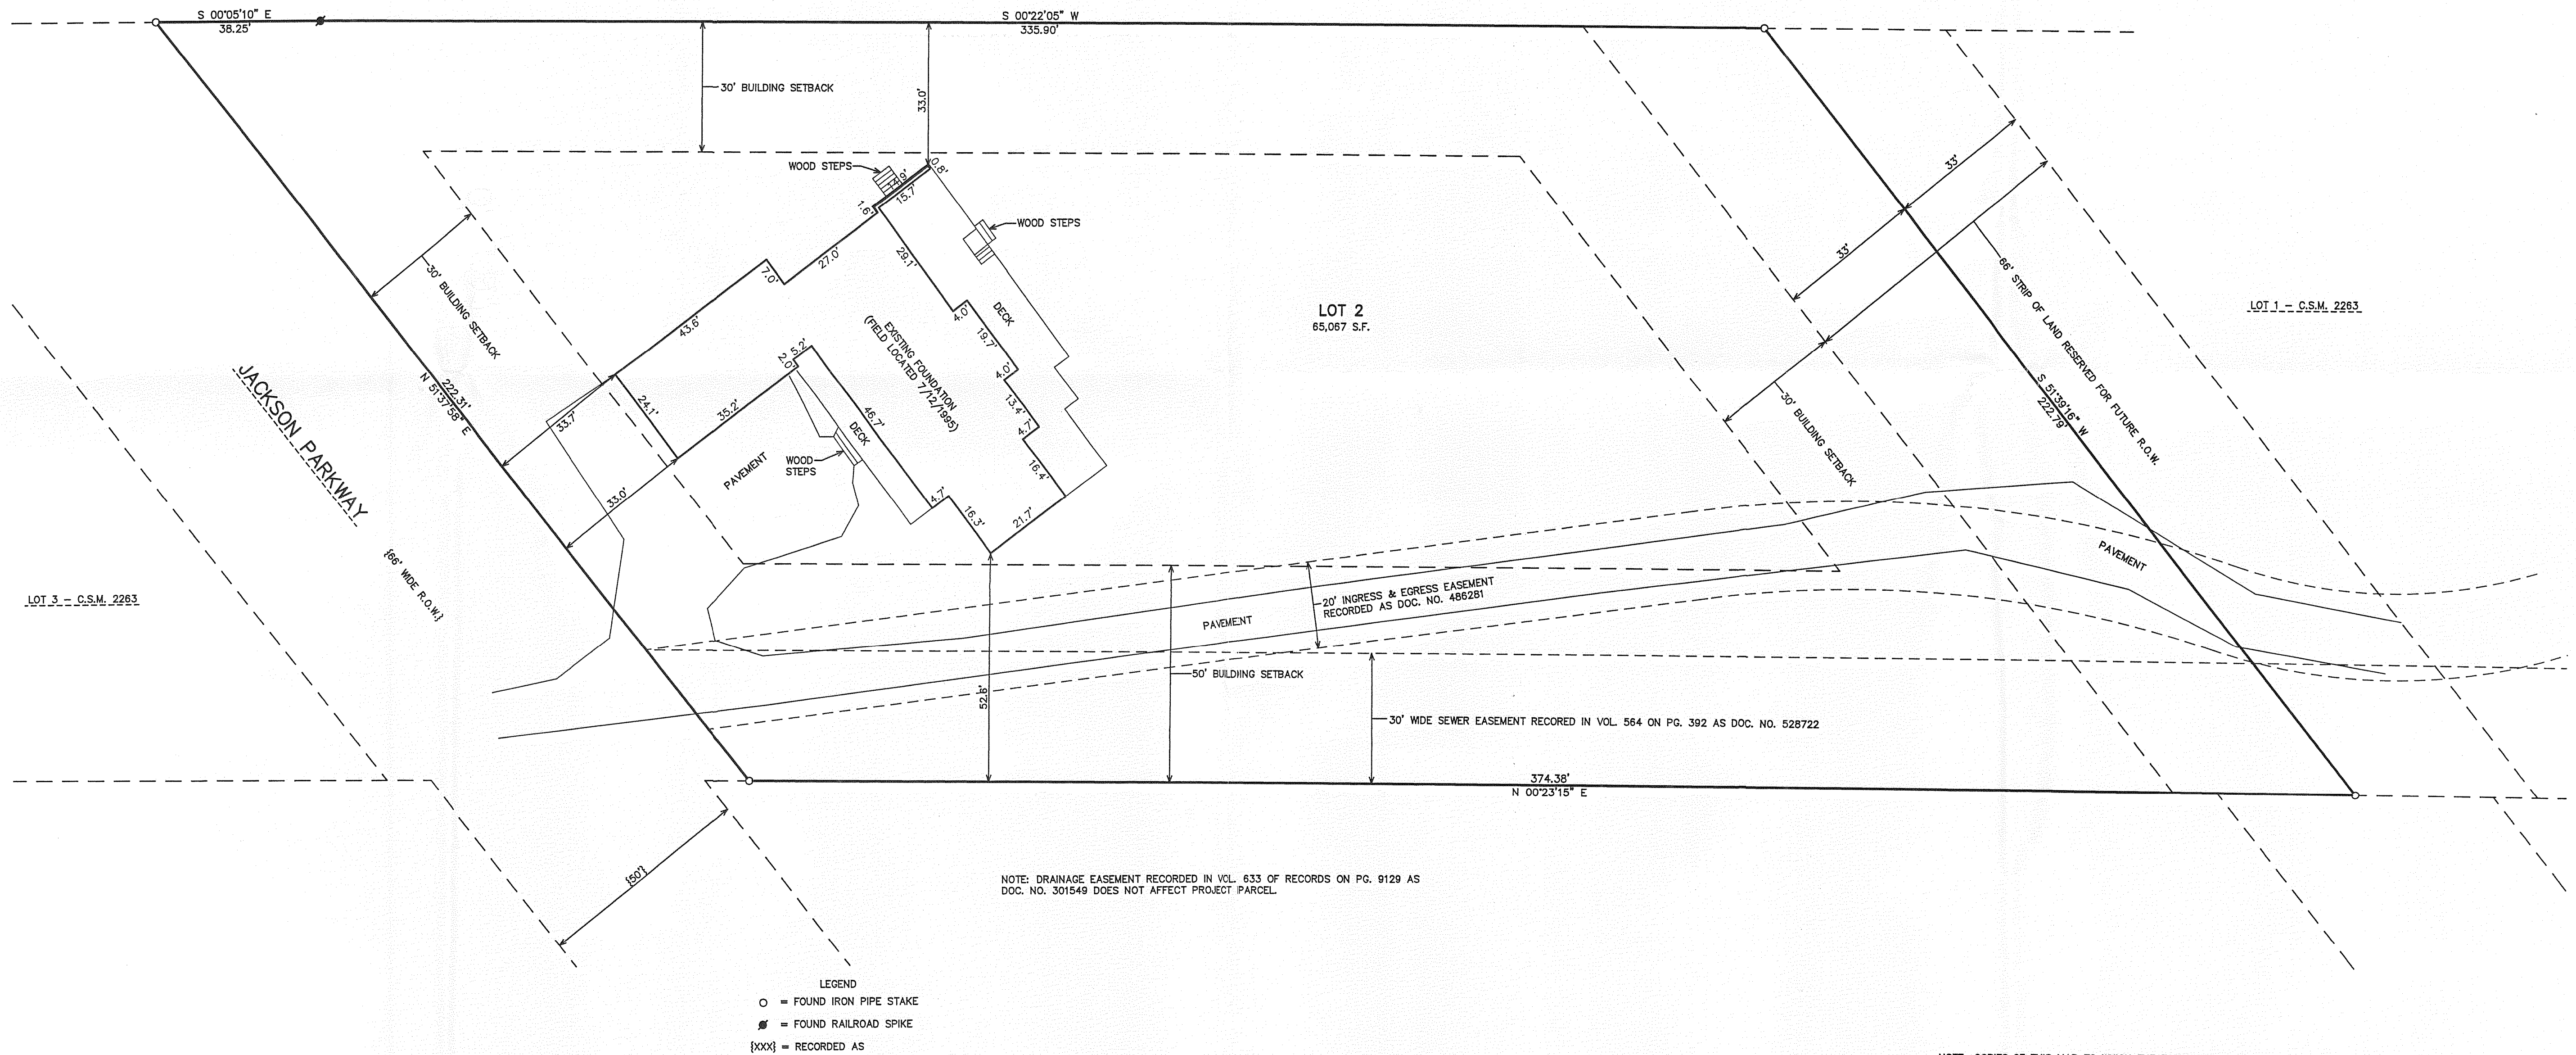 S 00°05'10" E
38.25'
S 00°22'05" W
335.90'
30' BUILDING SETBACK
33.0'
WOOD STEPS
0.8'
15.7'
1.6'
WOOD STEPS
27.0'
7.0'
29.1'
4.0'
DECK
19.7'
4.0'
13.4'
4.7'
16.4'
43.6'
EXISTING FOUNDATION
(FIELD LOCATED 7/12/1995)
5.2'
2.0'
46.7'
DECK
24.1'
35.2'
33.7'
33.0'
PAVEMENT
WOOD
STEPS
4.7'
16.3'
21.7'
30' BUILDING SETBACK
222.31'
N 51°37'58" E
JACKSON PARKWAY
{66' WIDE R.O.W.}
LOT 3 - C.S.M. 2263
LOT 2
65,067 S.F.
33'
33'
66' STRIP OF LAND RESERVED FOR FUTURE R.O.W.
30' BUILDING SETBACK
S 51°39'16" W
222.79'
LOT 1 - C.S.M. 2263
PAVEMENT
20' INGRESS & EGRESS EASEMENT
RECORDED AS DOC. NO. 486281
PAVEMENT
50' BUILDING SETBACK
52.6'
30' WIDE SEWER EASEMENT RECORED IN VOL. 564 ON PG. 392 AS DOC. NO. 528722
374.38'
N 00°23'15" E
{50'}
NOTE: DRAINAGE EASEMENT RECORDED IN VOL. 633 OF RECORDS ON PG. 9129 AS
DOC. NO. 301549 DOES NOT AFFECT PROJECT PARCEL.
LEGEND
= FOUND IRON PIPE STAKE
= FOUND RAILROAD SPIKE
{XXX} = RECORDED AS